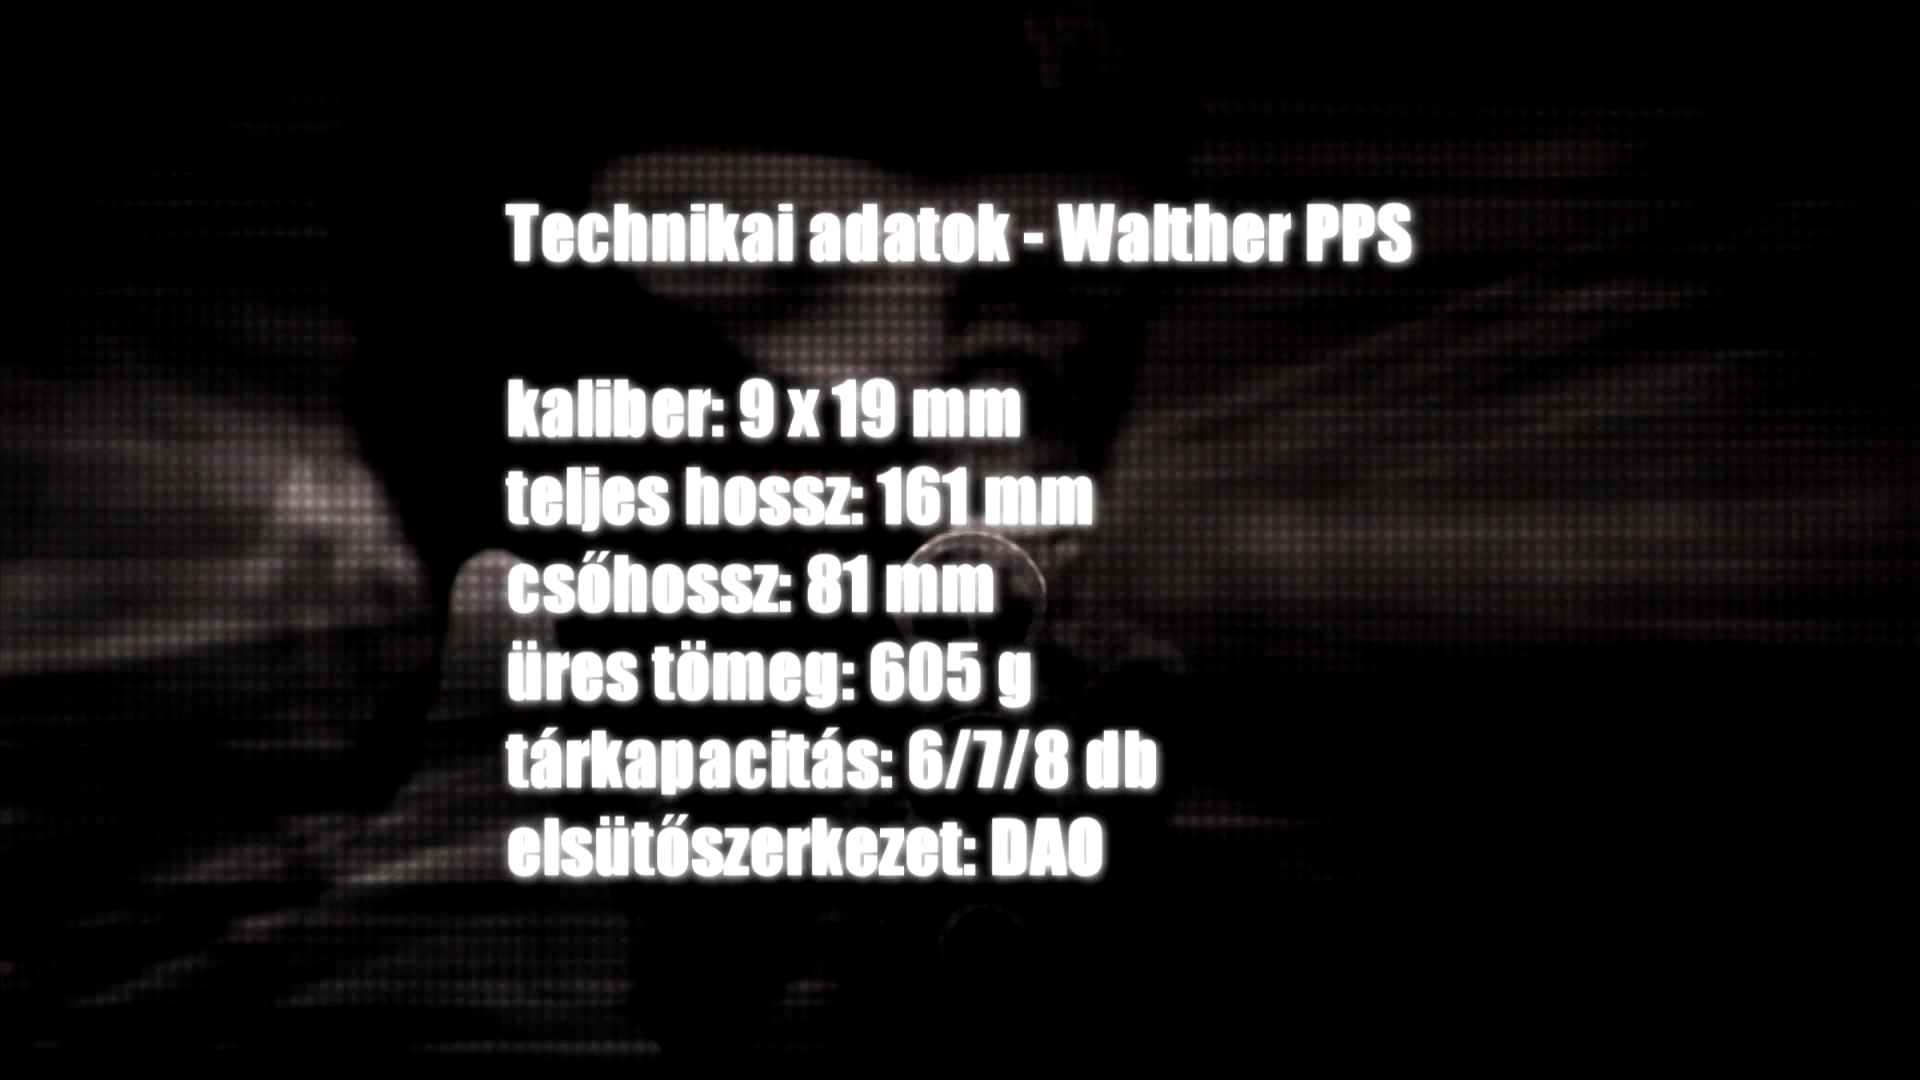 Technikai adatok - Walther PPS
kaliber: 9 x 19 mm
teljes hossz: 161 mm
csőhossz: 81 mm
üres tömeg: 605 g
tárkapacitás: 6/7/8 db
elsütőszerkezet: DAO